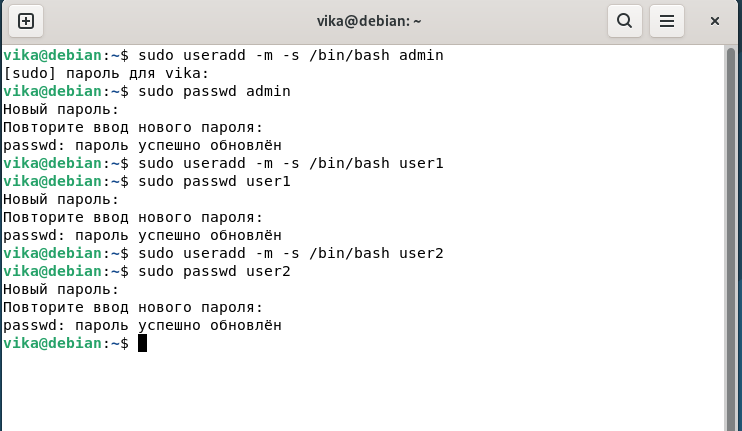 vika@debian: ~
vika@debian:~$ sudo useradd -m -s /bin/bash admin
[sudo] пароль для vika:
vika@debian:~$ sudo passwd admin
Новый пароль:
Повторите ввод нового пароля:
passwd: пароль успешно обновлён
vika@debian:~$ sudo useradd -m -s /bin/bash user1
vika@debian:~$ sudo passwd user1
Новый пароль:
Повторите ввод нового пароля:
passwd: пароль успешно обновлён
vika@debian:~$ sudo useradd -m -s /bin/bash user2
vika@debian:~$ sudo passwd user2
Новый пароль:
Повторите ввод нового пароля:
passwd: пароль успешно обновлён
vika@debian:~$